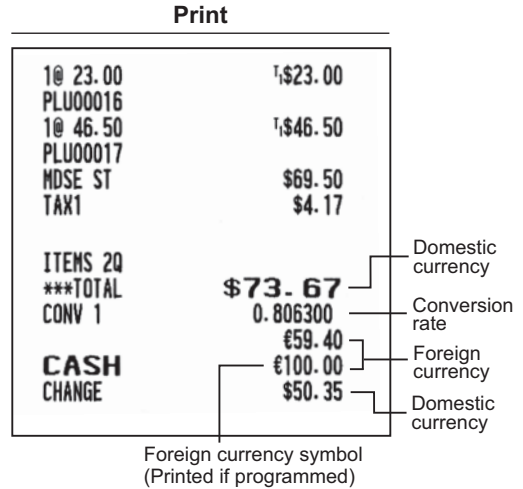 Print
1@ 23.00 T1$23.00
PLU00016
1@ 46.50 T1$46.50
PLU00017
MDSE ST $69.50
TAX1 $4.17
ITEMS 2Q
***TOTAL $73.67
CONV 1 0.806300
€59.40
CASH €100.00
CHANGE $50.35
Domestic
currency
Conversion
rate
Foreign
currency
Domestic
currency
Foreign currency symbol
(Printed if programmed)